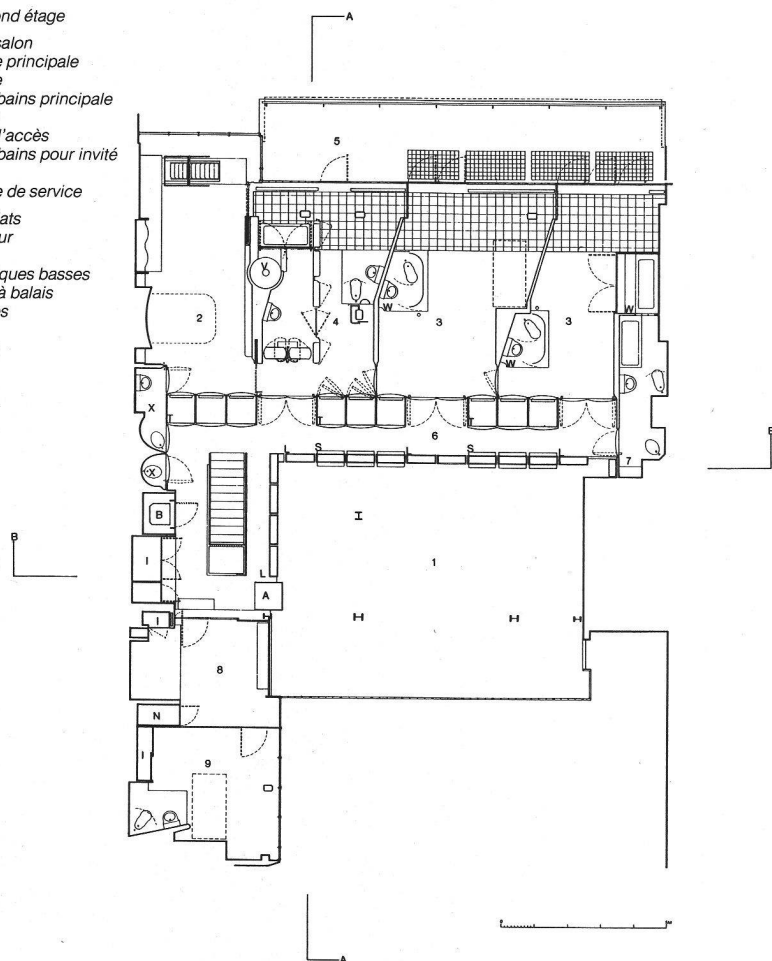 nd étage
salon
e principale
e
bains principale
l'accès
bains pour invité
e de service
ats
ur
ques basses
à balais
s
A
5
V
W
2
4
3
3
W
W
X
T
T
T
6
S
S
7
X
L
B
B
I
1
B
L
A
I
8
N
I
9
A